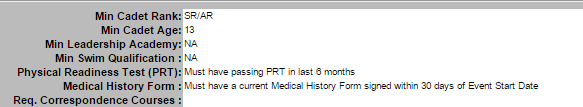 Min Cadet Rank: SR/AR
Min Cadet Age: 13
Min Leadership Academy: NA
Min Swim Qualification : NA
Physical Readiness Test (PRT): Must have passing PRT in last 6 months
Medical History Form : Must have a current Medical History Form signed within 30 days of Event Start Date
Req. Correspondence Courses :